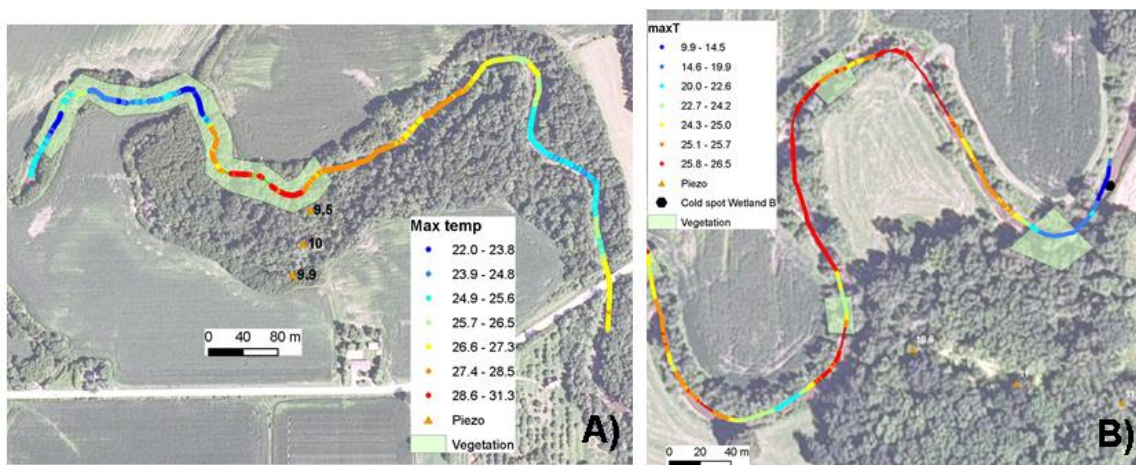 Max temp
22.0 - 23.8
23.9 - 24.8
24.9 - 25.6
25.7 - 26.5
26.6 - 27.3
27.4 - 28.5
28.6 - 31.3
Piezo
Vegetation
9.5
10
9.9
0 40 80 m
A)
maxT
9.9 - 14.5
14.6 - 19.9
20.0 - 22.6
22.7 - 24.2
24.3 - 25.0
25.1 - 25.7
25.8 - 26.5
Piezo
Cold spot Wetland B
Vegetation
11
0 20 40 m
B)